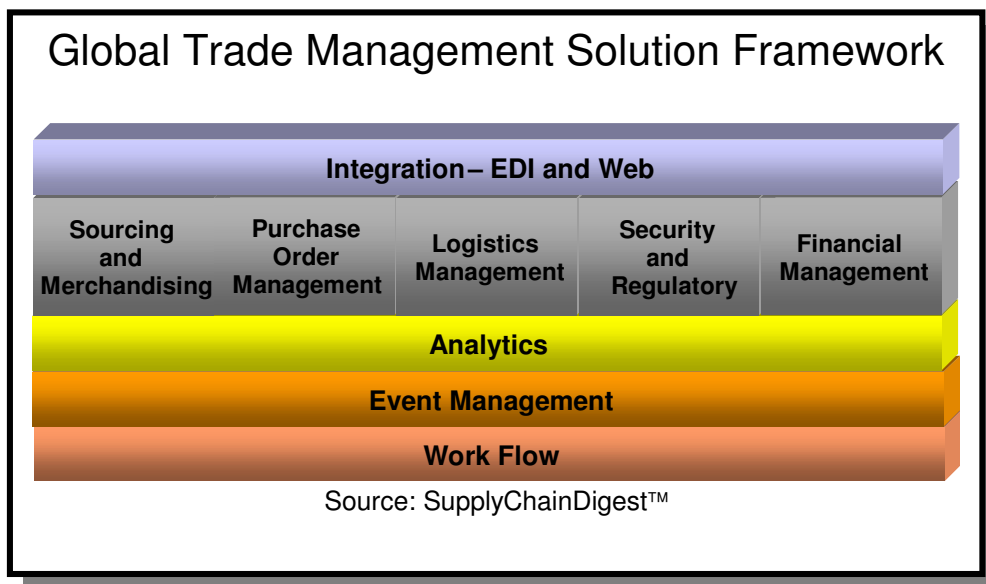 Global Trade Management Solution Framework
Integration – EDI and Web
Sourcing
and
Merchandising
Purchase
Order
Management
Logistics
Management
Security
and
Regulatory
Financial
Management
Analytics
Event Management
Work Flow
Source: SupplyChainDigest™